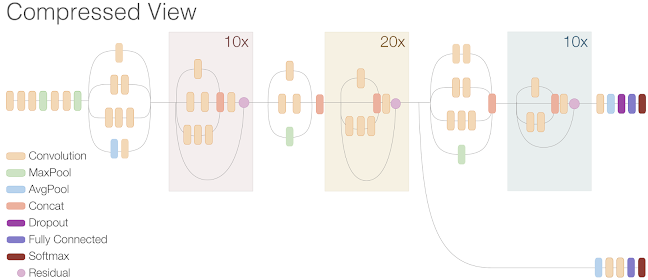 Compressed View
10x
20x
10x
Convolution
MaxPool
AvgPool
Concat
Dropout
Fully Connected
Softmax
Residual